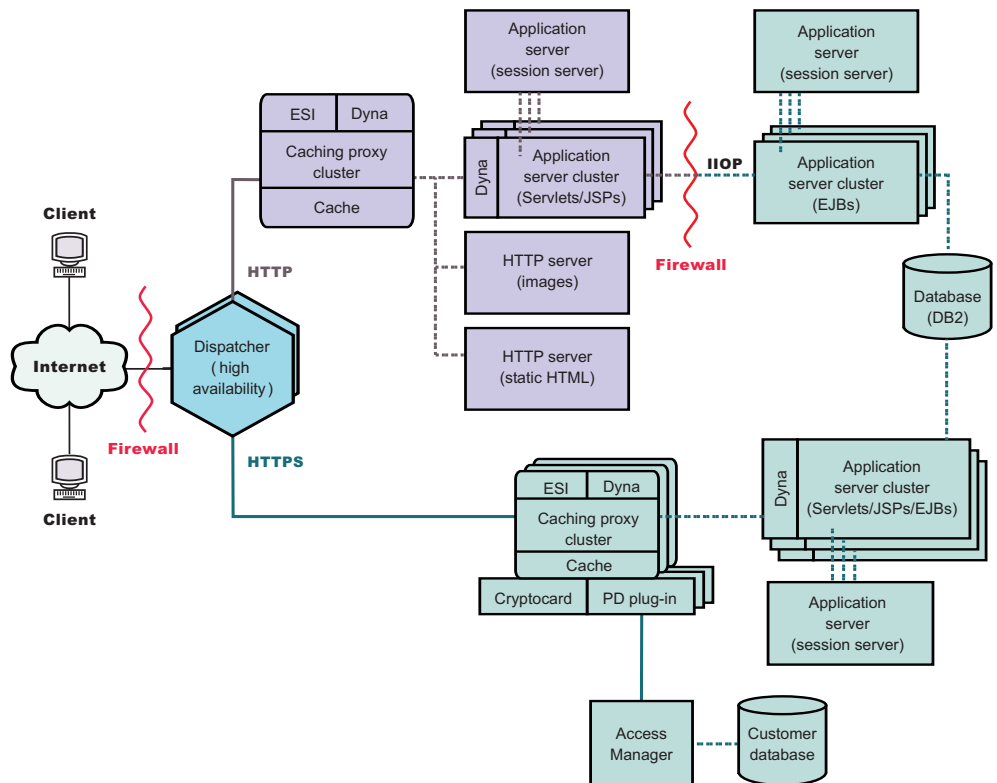 Application
server
(session server)
Application
server
(session server)
ESI
Dyna
Caching proxy
cluster
Cache
Dyna
Application
server cluster
(Servlets/JSPs)
IIOP
Application
server cluster
(EJBs)
Client
HTTP
HTTP server
(images)
Firewall
Database
(DB2)
Internet
Dispatcher
( high
availability )
HTTP server
(static HTML)
Firewall
HTTPS
Client
ESI
Dyna
Caching proxy
cluster
Cache
Cryptocard
PD plug-in
Dyna
Application
server cluster
(Servlets/JSPs/EJBs)
Application
server
(session server)
Access
Manager
Customer
database